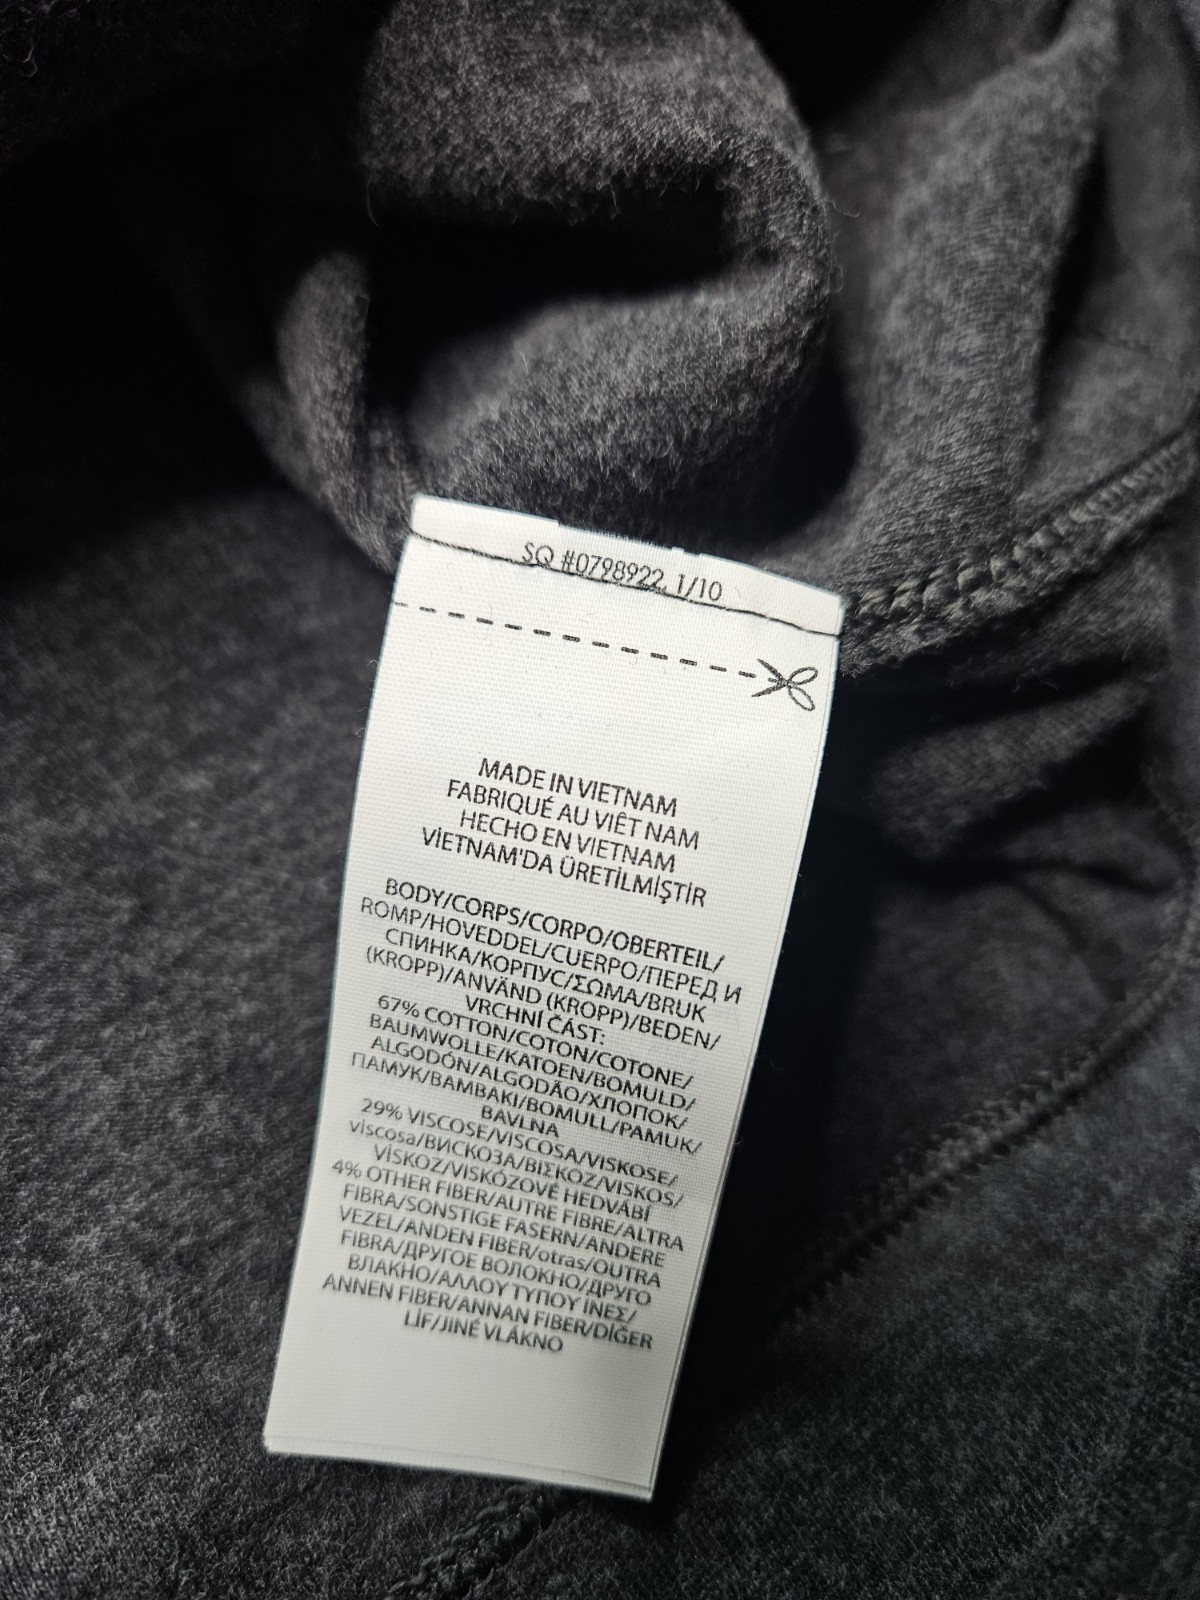 SQ #0798922 1/10
MADE IN VIETNAM
FABRIQUÉ AU VIÊT NAM
HECHO EN VIETNAM
VİETNAM'DA ÜRETİLMİŞTİR
BODY/CORPS/CORPO/OBERTEIL/
ROMP/HOVEDDEL/CUERPO/ПЕРЕД И
СПИНКА/КОРПУС/ΣΩΜΑ/BRUK
(KROPP)/ANVÄND (KROPP)/BEDEN/
VRCHNÍ ČÁST:
67% COTTON/COTON/COTONE/
BAUMWOLLE/KATOEN/BOMULD/
ALGODÓN/ALGODÃO/ХЛОПОК/
ПАМУК/BAMBAKI/BOMULL/PAMUK/
BAVLNA
29% VISCOSE/VISCOSA/VISKOSE/
viscosa/ВИСКОЗА/ΒΙΣΚΟΖ/VISKOS/
VİSKOZ/VISKÓZOVÉ HEDVÁBÍ
4% OTHER FIBER/AUTRE FIBRE/ALTRA
FIBRA/SONSTIGE FASERN/ANDERE
VEZEL/ANDEN FIBER/otras/OUTRA
FIBRA/ДРУГОЕ ВОЛОКНО/ДРУГО
ВЛАКНО/ΑΛΛΟΥ ΤΥΠΟΥ ΙΝΕΣ/
ANNEN FIBER/ANNAN FIBER/DİĞER
LİF/JINÉ VLÁKNO